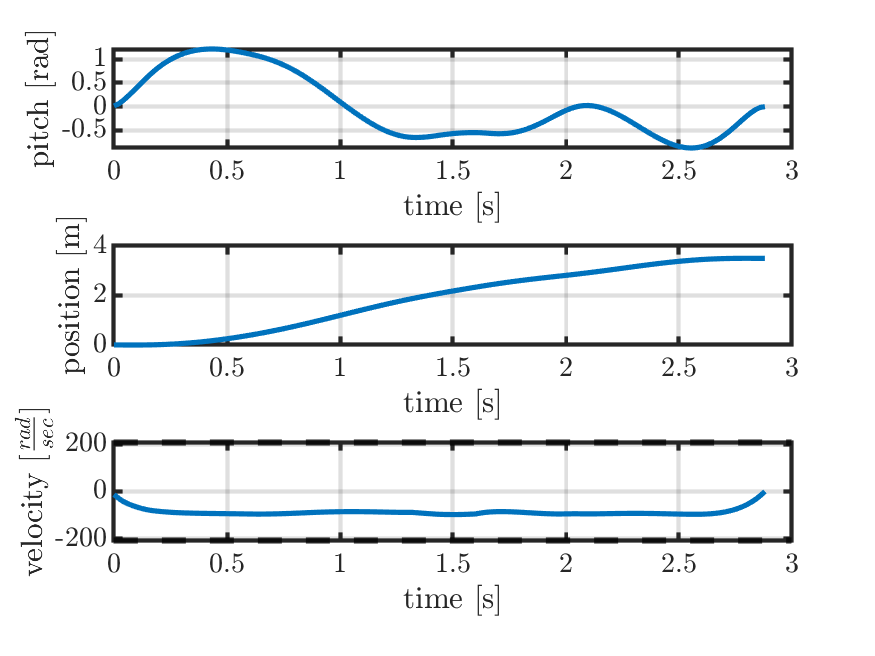 pitch [rad]
1
0.5
0
-0.5
0 0.5 1 1.5 2 2.5 3
time [s]
position [m]
4
2
0
0 0.5 1 1.5 2 2.5 3
time [s]
velocity [rad/sec]
200
0
-200
0 0.5 1 1.5 2 2.5 3
time [s]